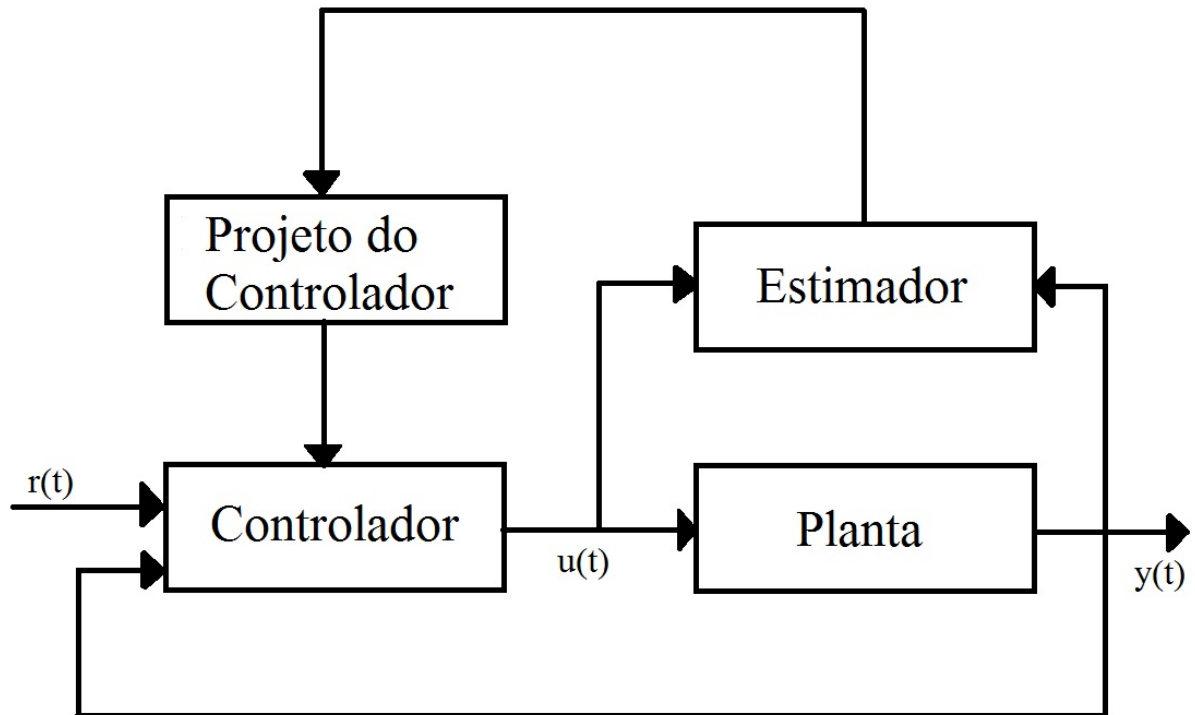 Projeto do
Controlador
Estimador
r(t)
Controlador
u(t)
Planta
y(t)